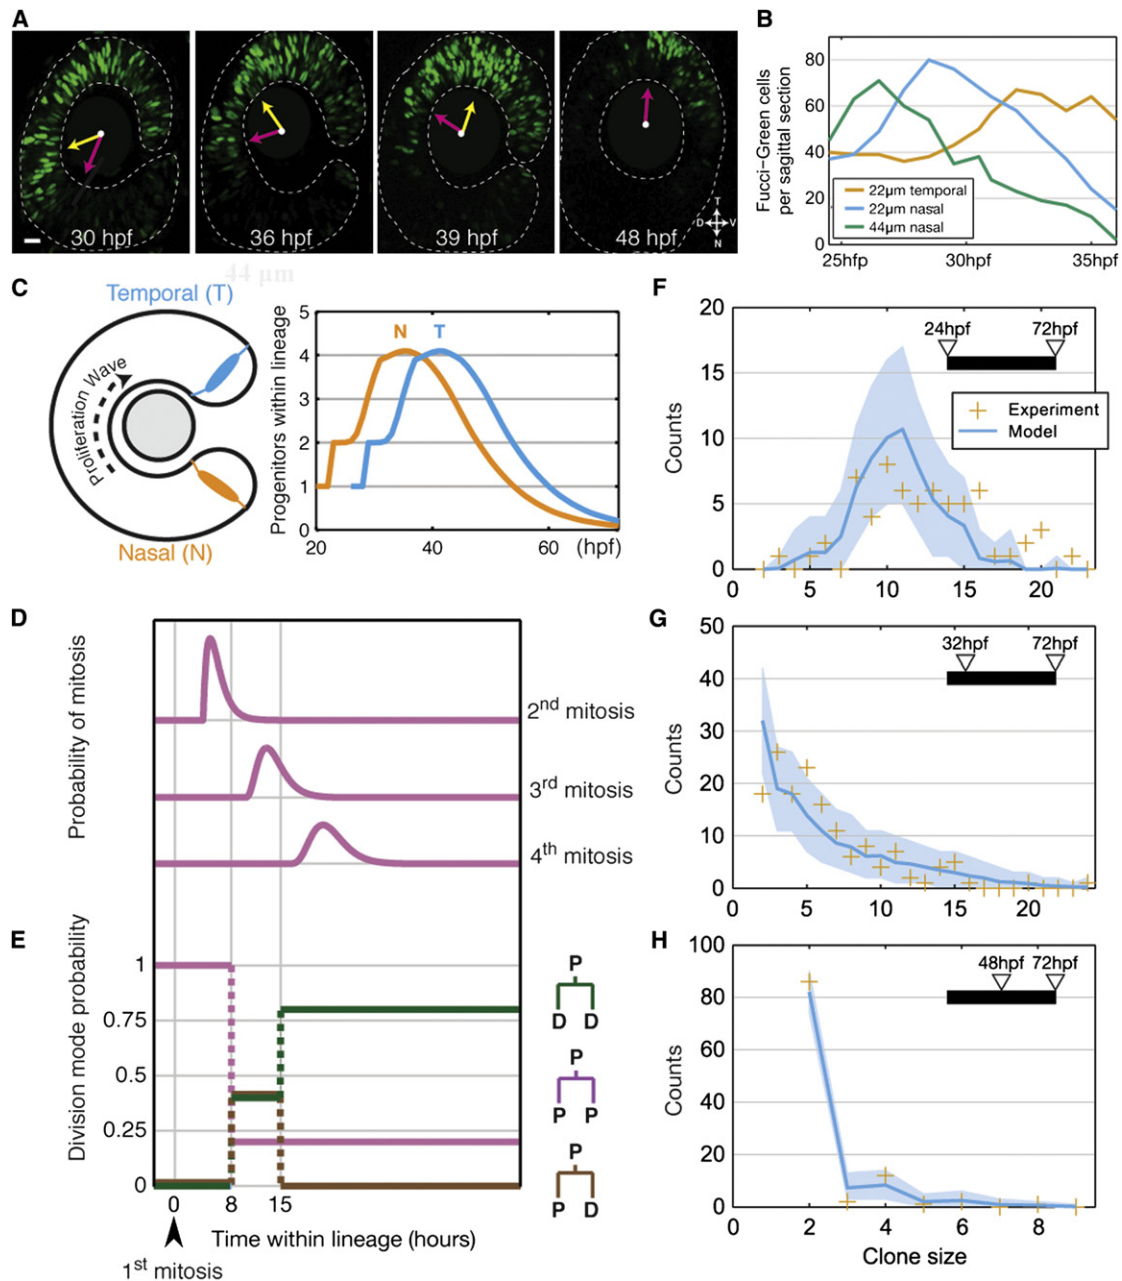 A
30 hpf
36 hpf
39 hpf
48 hpf
T
D
V
N
B
Fucci-Green cells
per sagittal section
80
60
40
20
0
22µm temporal
22µm nasal
44µm nasal
25hfp
30hpf
35hpf
44 µm
C
Temporal (T)
Proliferation Wave
Nasal (N)
Progenitors within lineage
5
4
3
2
1
0
N
T
20
40
60
(hpf)
F
Counts
20
15
10
5
0
24hpf
72hpf
Experiment
Model
0
5
10
15
20
D
Probability of mitosis
2nd mitosis
3rd mitosis
4th mitosis
G
Counts
50
40
30
20
10
0
32hpf
72hpf
0
5
10
15
20
E
Division mode probability
1
0.75
0.5
0.25
0
0
8
15
Time within lineage (hours)
1st mitosis
P
D D
P
P P
P
P D
H
Counts
100
80
60
40
20
0
48hpf
72hpf
0
2
4
6
8
Clone size